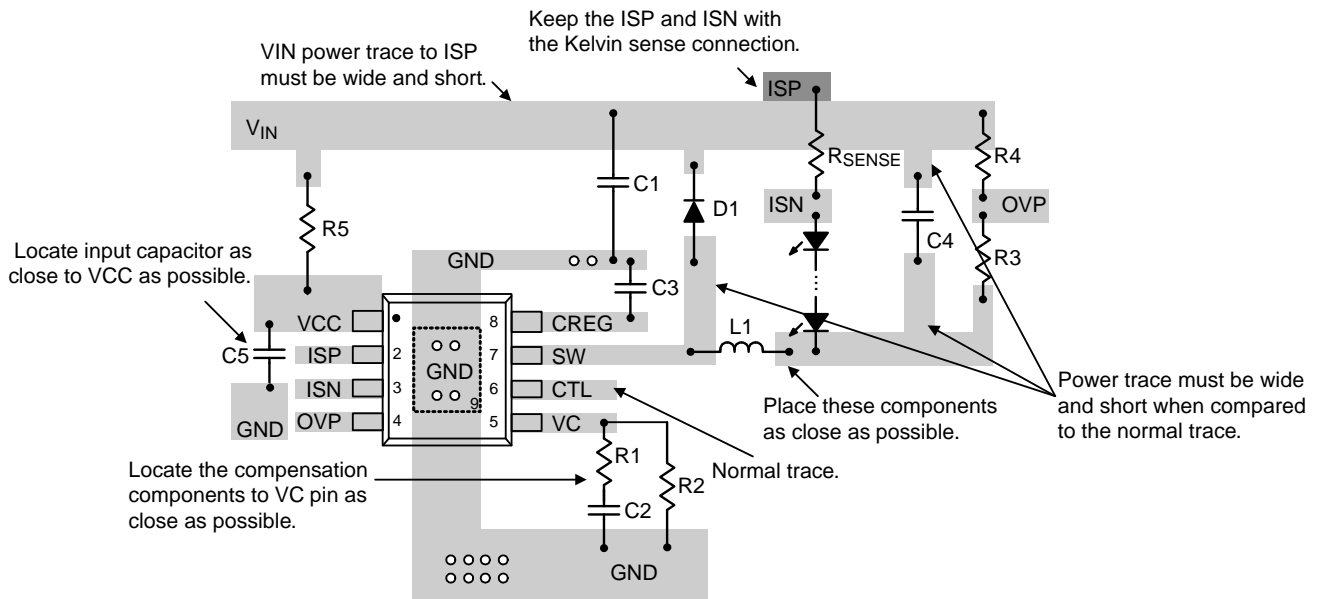 Keep the ISP and ISN with
the Kelvin sense connection.
VIN power trace to ISP
must be wide and short.
ISP
VIN
RSENSE
R4
C1
D1
ISN
OVP
R5
C4
R3
Locate input capacitor as
close to VCC as possible.
GND
C3
VCC
8
CREG
L1
C5
ISP
2
7
SW
GND
ISN
3
6
CTL
9
OVP
4
5
VC
GND
Place these components
as close as possible.
Power trace must be wide
and short when compared
to the normal trace.
Normal trace.
Locate the compensation
components to VC pin as
close as possible.
R1
R2
C2
GND